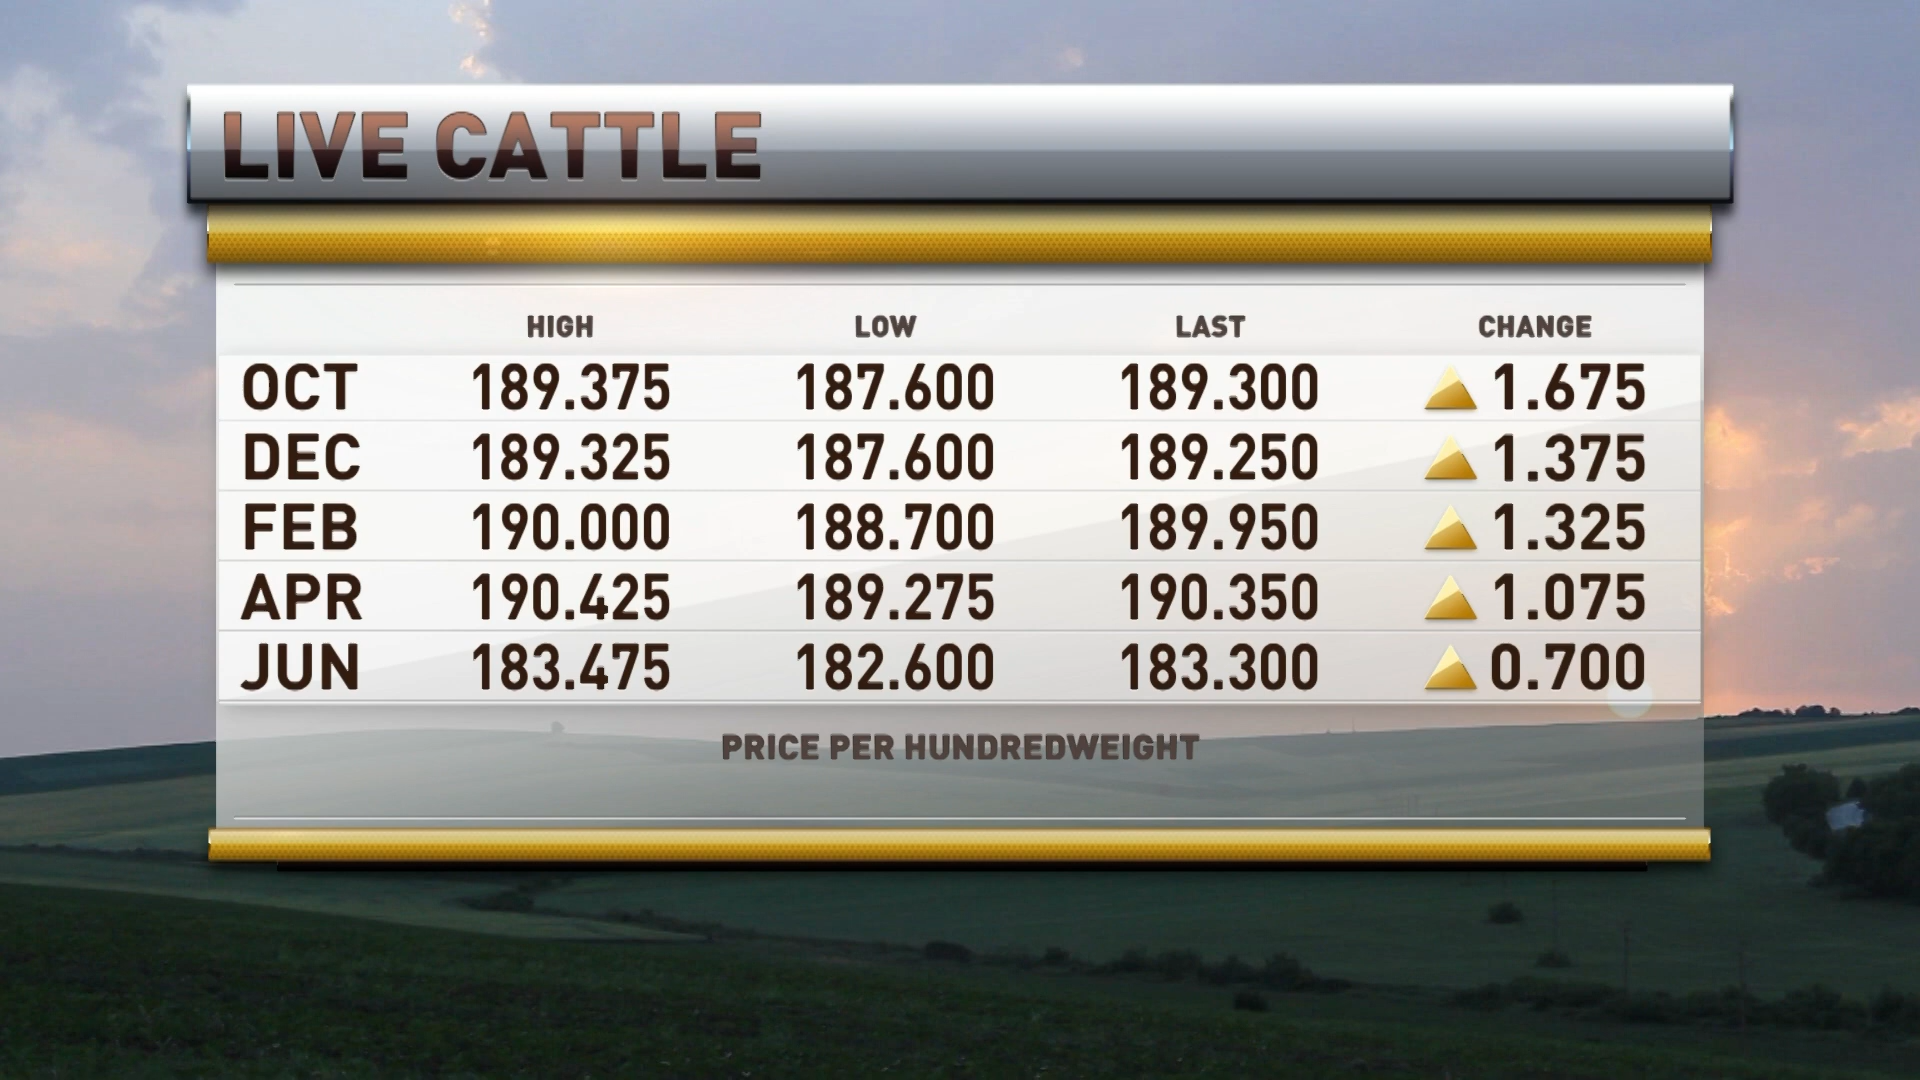 LIVE CATTLE
HIGH LOW LAST CHANGE
OCT 189.375 187.600 189.300 1.675
DEC 189.325 187.600 189.250 1.375
FEB 190.000 188.700 189.950 1.325
APR 190.425 189.275 190.350 1.075
JUN 183.475 182.600 183.300 0.700
PRICE PER HUNDREDWEIGHT